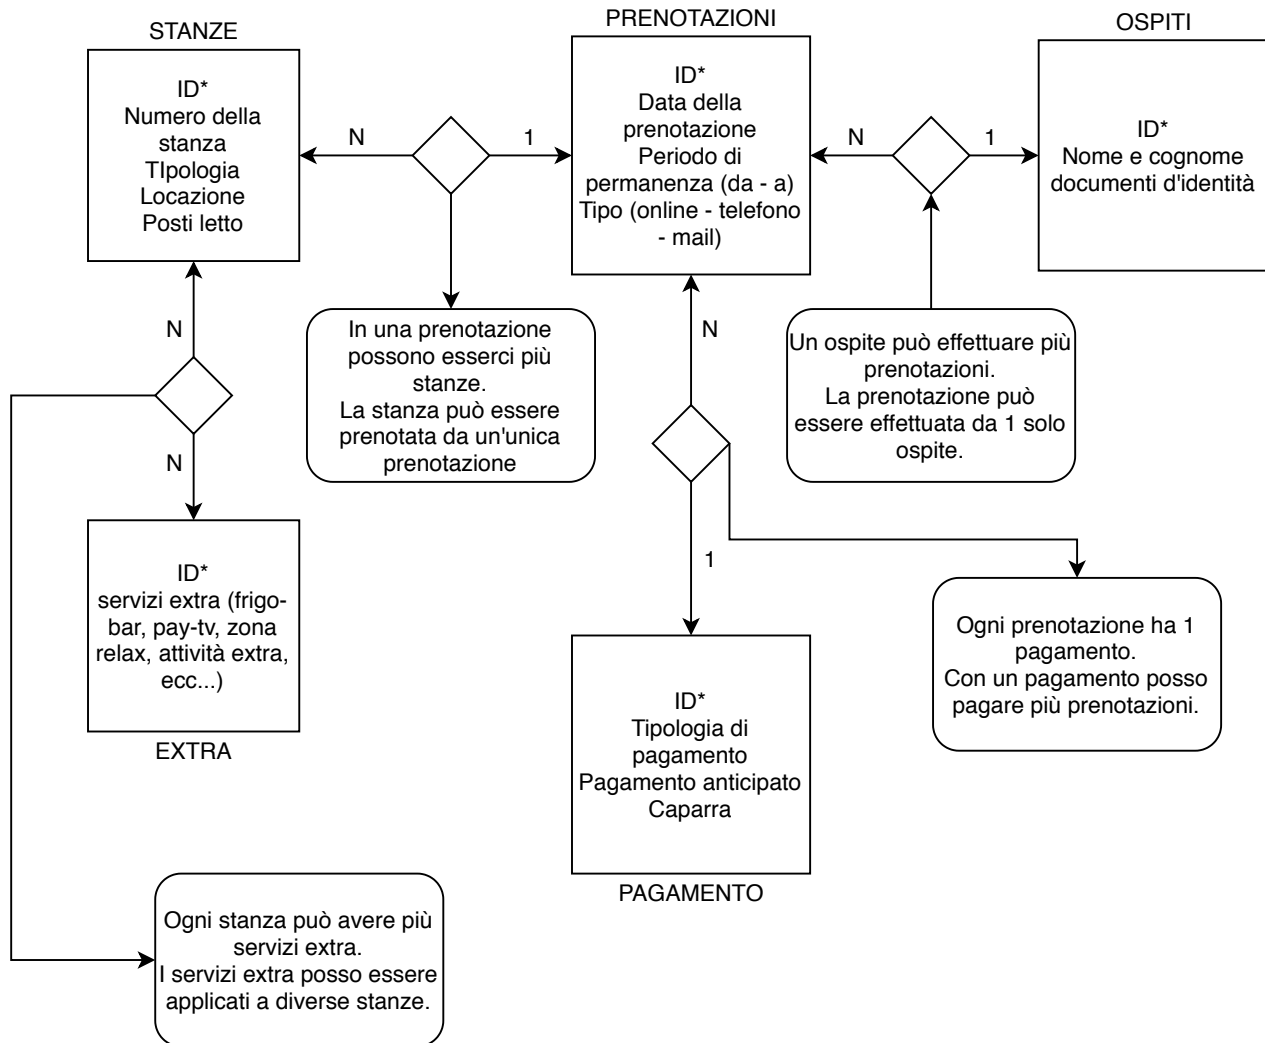 STANZE
ID*
Numero della
stanza
TIpologia
Locazione
Posti letto
N
1
PRENOTAZIONI
ID*
Data della
prenotazione
Periodo di
permanenza (da - a)
Tipo (online - telefono
- mail)
N
1
OSPITI
ID*
Nome e cognome
documenti d'identità
N
In una prenotazione
possono esserci più
stanze.
La stanza può essere
prenotata da un'unica
prenotazione
N
Un ospite può effettuare più
prenotazioni.
La prenotazione può
essere effettuata da 1 solo
ospite.
N
ID*
servizi extra (frigo-
bar, pay-tv, zona
relax, attività extra,
ecc...)
EXTRA
1
ID*
Tipologia di
pagamento
Pagamento anticipato
Caparra
PAGAMENTO
Ogni prenotazione ha 1
pagamento.
Con un pagamento posso
pagare più prenotazioni.
Ogni stanza può avere più
servizi extra.
I servizi extra posso essere
applicati a diverse stanze.